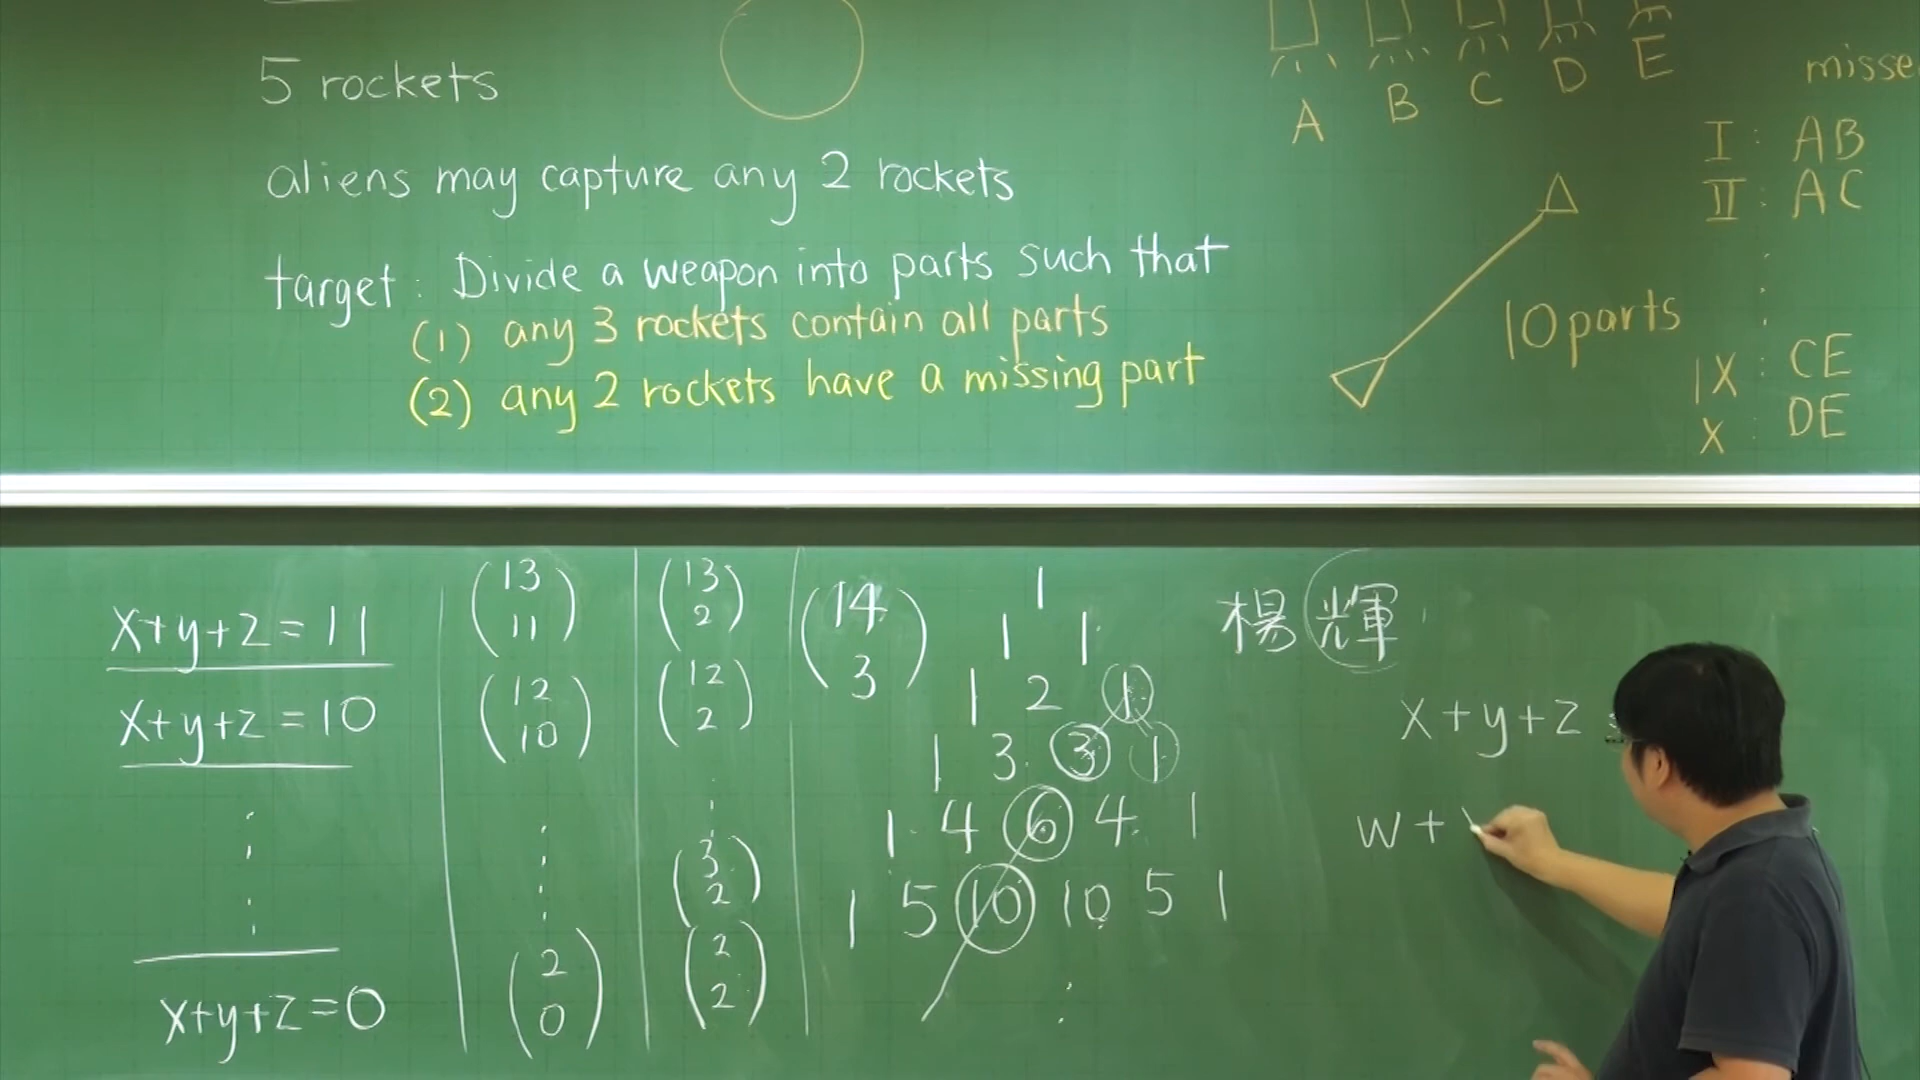 5 rockets
aliens may capture any 2 rockets
target : Divide a weapon into parts such that
(1) any 3 rockets contain all parts
(2) any 2 rockets have a missing part
A B C D E
10 parts
I : AB
II : AC
IX : CE
X : DE
x+y+z=11
x+y+z=10
x+y+z=0
(13 11)
(12 10)
(2 0)
(13 2)
(12 2)
(3 2)
(2 2)
(14 3)
1
1 1
1 2 1
1 3 3 1
1 4 6 4 1
1 5 10 10 5 1
楊輝
x+y+z
w+